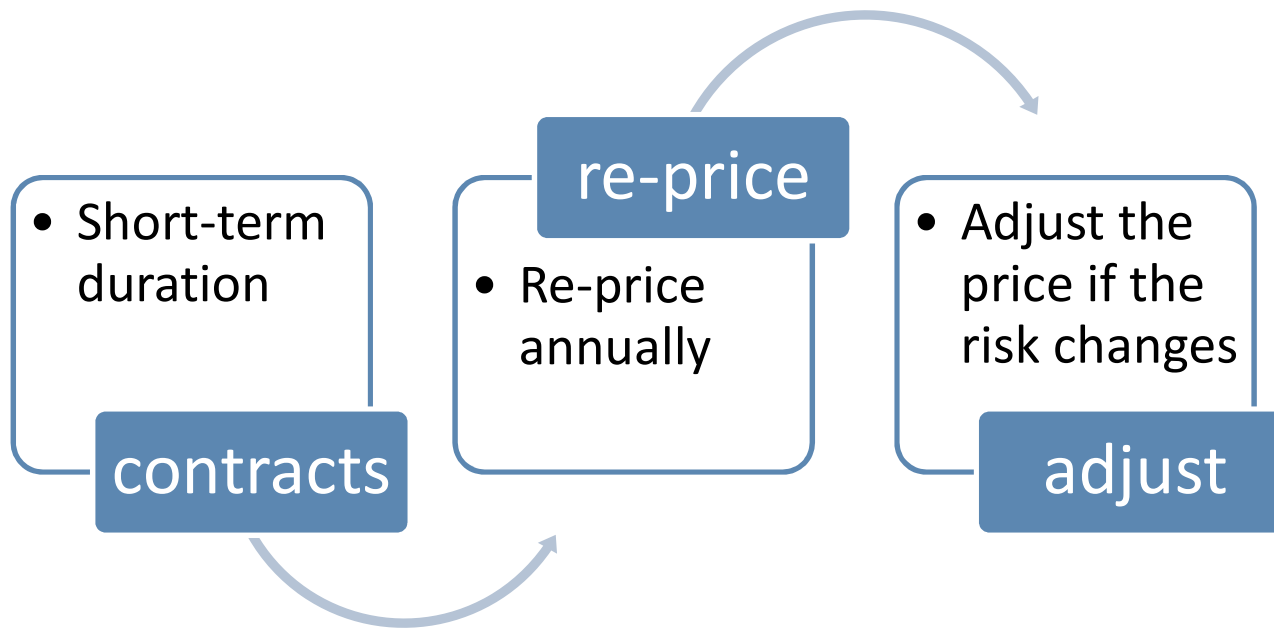 • Short-term
duration
contracts
re-price
• Re-price
annually
• Adjust the
price if the
risk changes
adjust